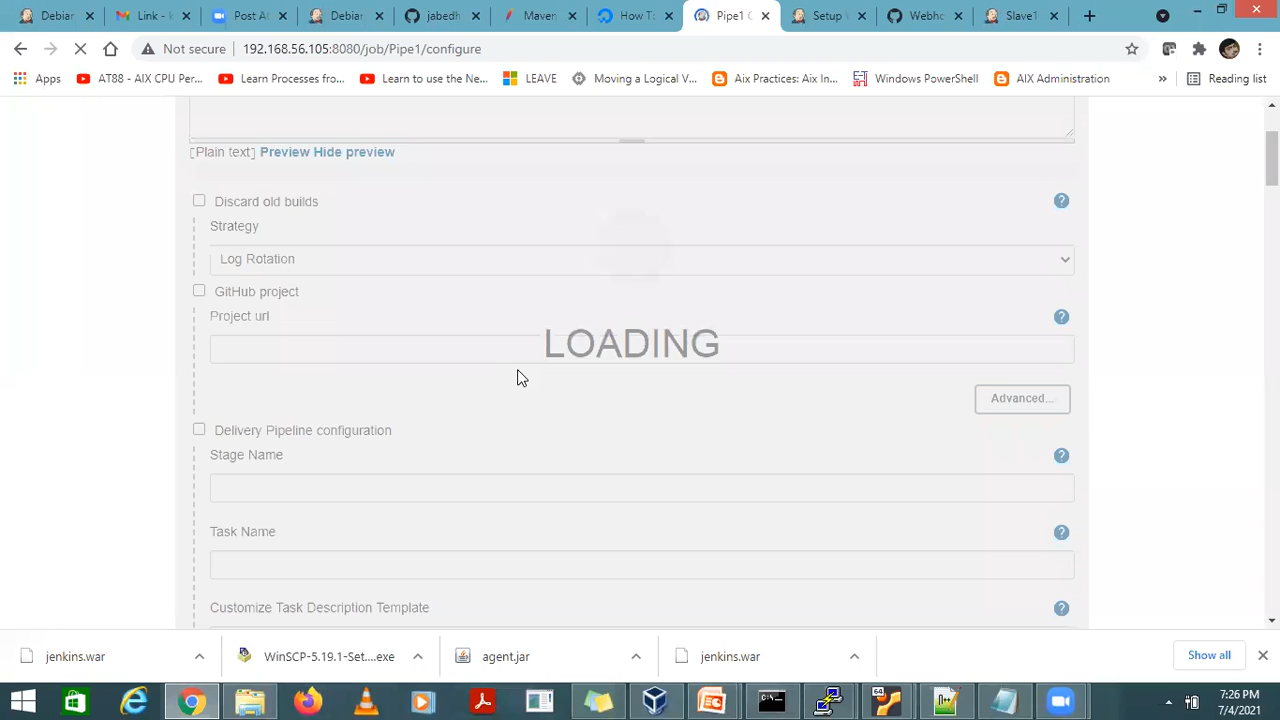 Debian
Link - k
Post At
Debian
jabedh
Maven
How To
Pipe1 C
Setup V
Webho
Slave1
Not secure
192.168.56.105:8080/job/Pipe1/configure
Apps
AT88 - AIX CPU Per...
Learn Processes fro...
Learn to use the Ne...
LEAVE
Moving a Logical V...
Aix Practices: Aix In...
Windows PowerShell
AIX Administration
»
Reading list
[Plain text] Preview Hide preview
Discard old builds
?
Strategy
Log Rotation
GitHub project
Project url
?
LOADING
Advanced...
Delivery Pipeline configuration
Stage Name
?
Task Name
?
Customize Task Description Template
?
jenkins.war
WinSCP-5.19.1-Set....exe
agent.jar
jenkins.war
Show all
64
7:26 PM
7/4/2021